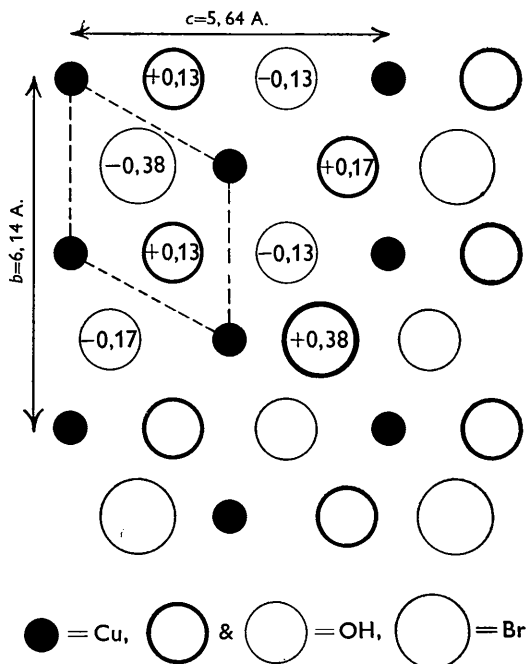 c=5,64 A.
+0,13 −0,13
−0,38 +0,17
b=6,14 A.
+0,13 −0,13
−0,17 +0,38
=Cu, & =OH, =Br